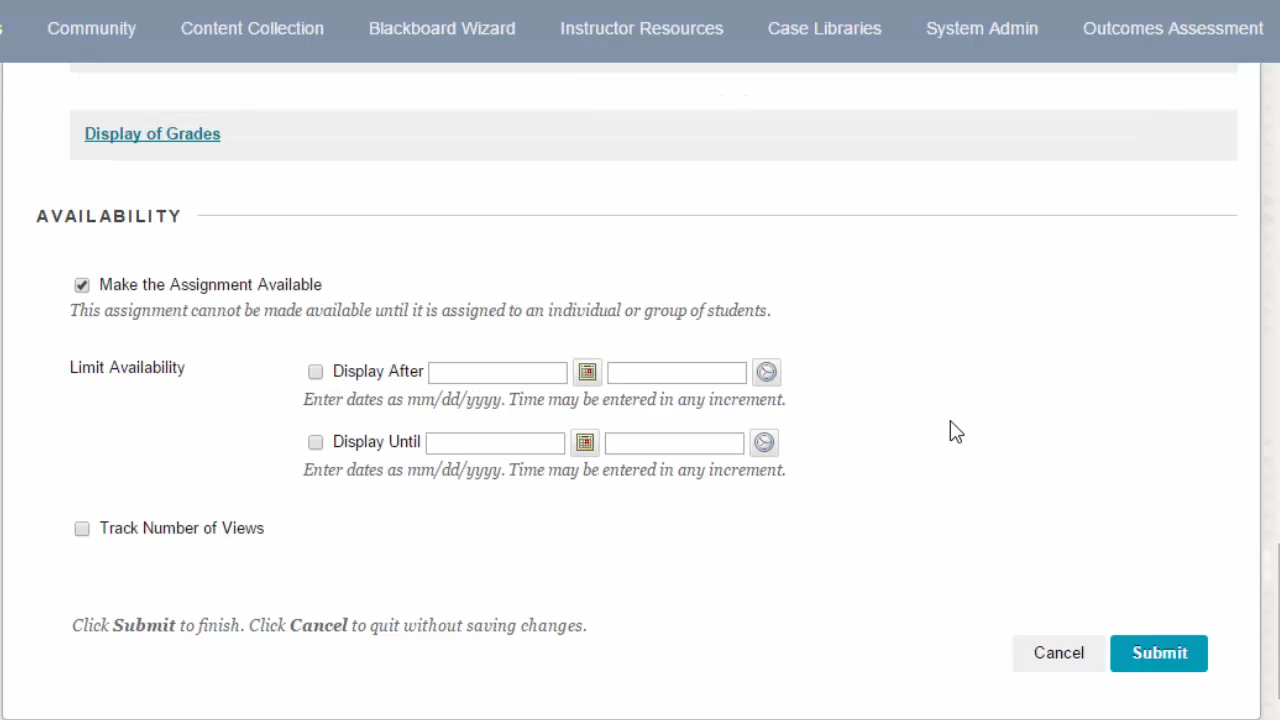 Community Content Collection Blackboard Wizard Instructor Resources Case Libraries System Admin Outcomes Assessment
Display of Grades
AVAILABILITY
Make the Assignment Available
This assignment cannot be made available until it is assigned to an individual or group of students.
Limit Availability
Display After
Enter dates as mm/dd/yyyy. Time may be entered in any increment.
Display Until
Enter dates as mm/dd/yyyy. Time may be entered in any increment.
Track Number of Views
Click Submit to finish. Click Cancel to quit without saving changes.
Cancel Submit